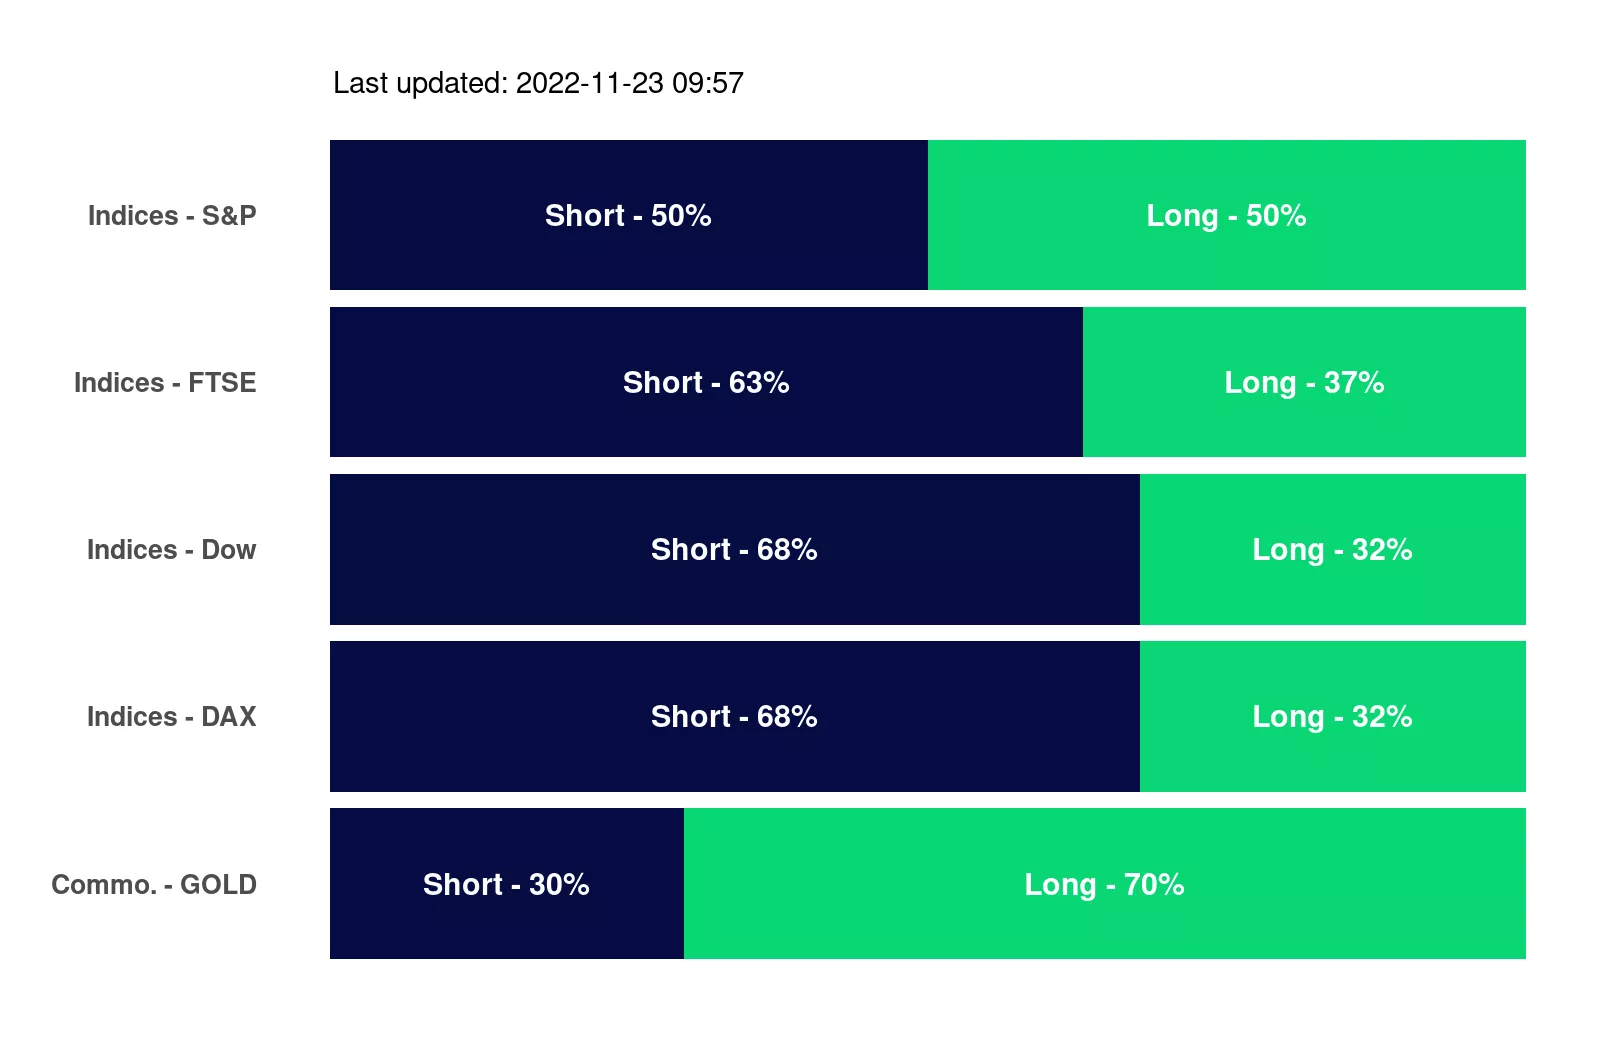 Last updated: 2022-11-23 09:57
Indices - S&P Short - 50% Long - 50%
Indices - FTSE Short - 63% Long - 37%
Indices - Dow Short - 68% Long - 32%
Indices - DAX Short - 68% Long - 32%
Commo. - GOLD Short - 30% Long - 70%